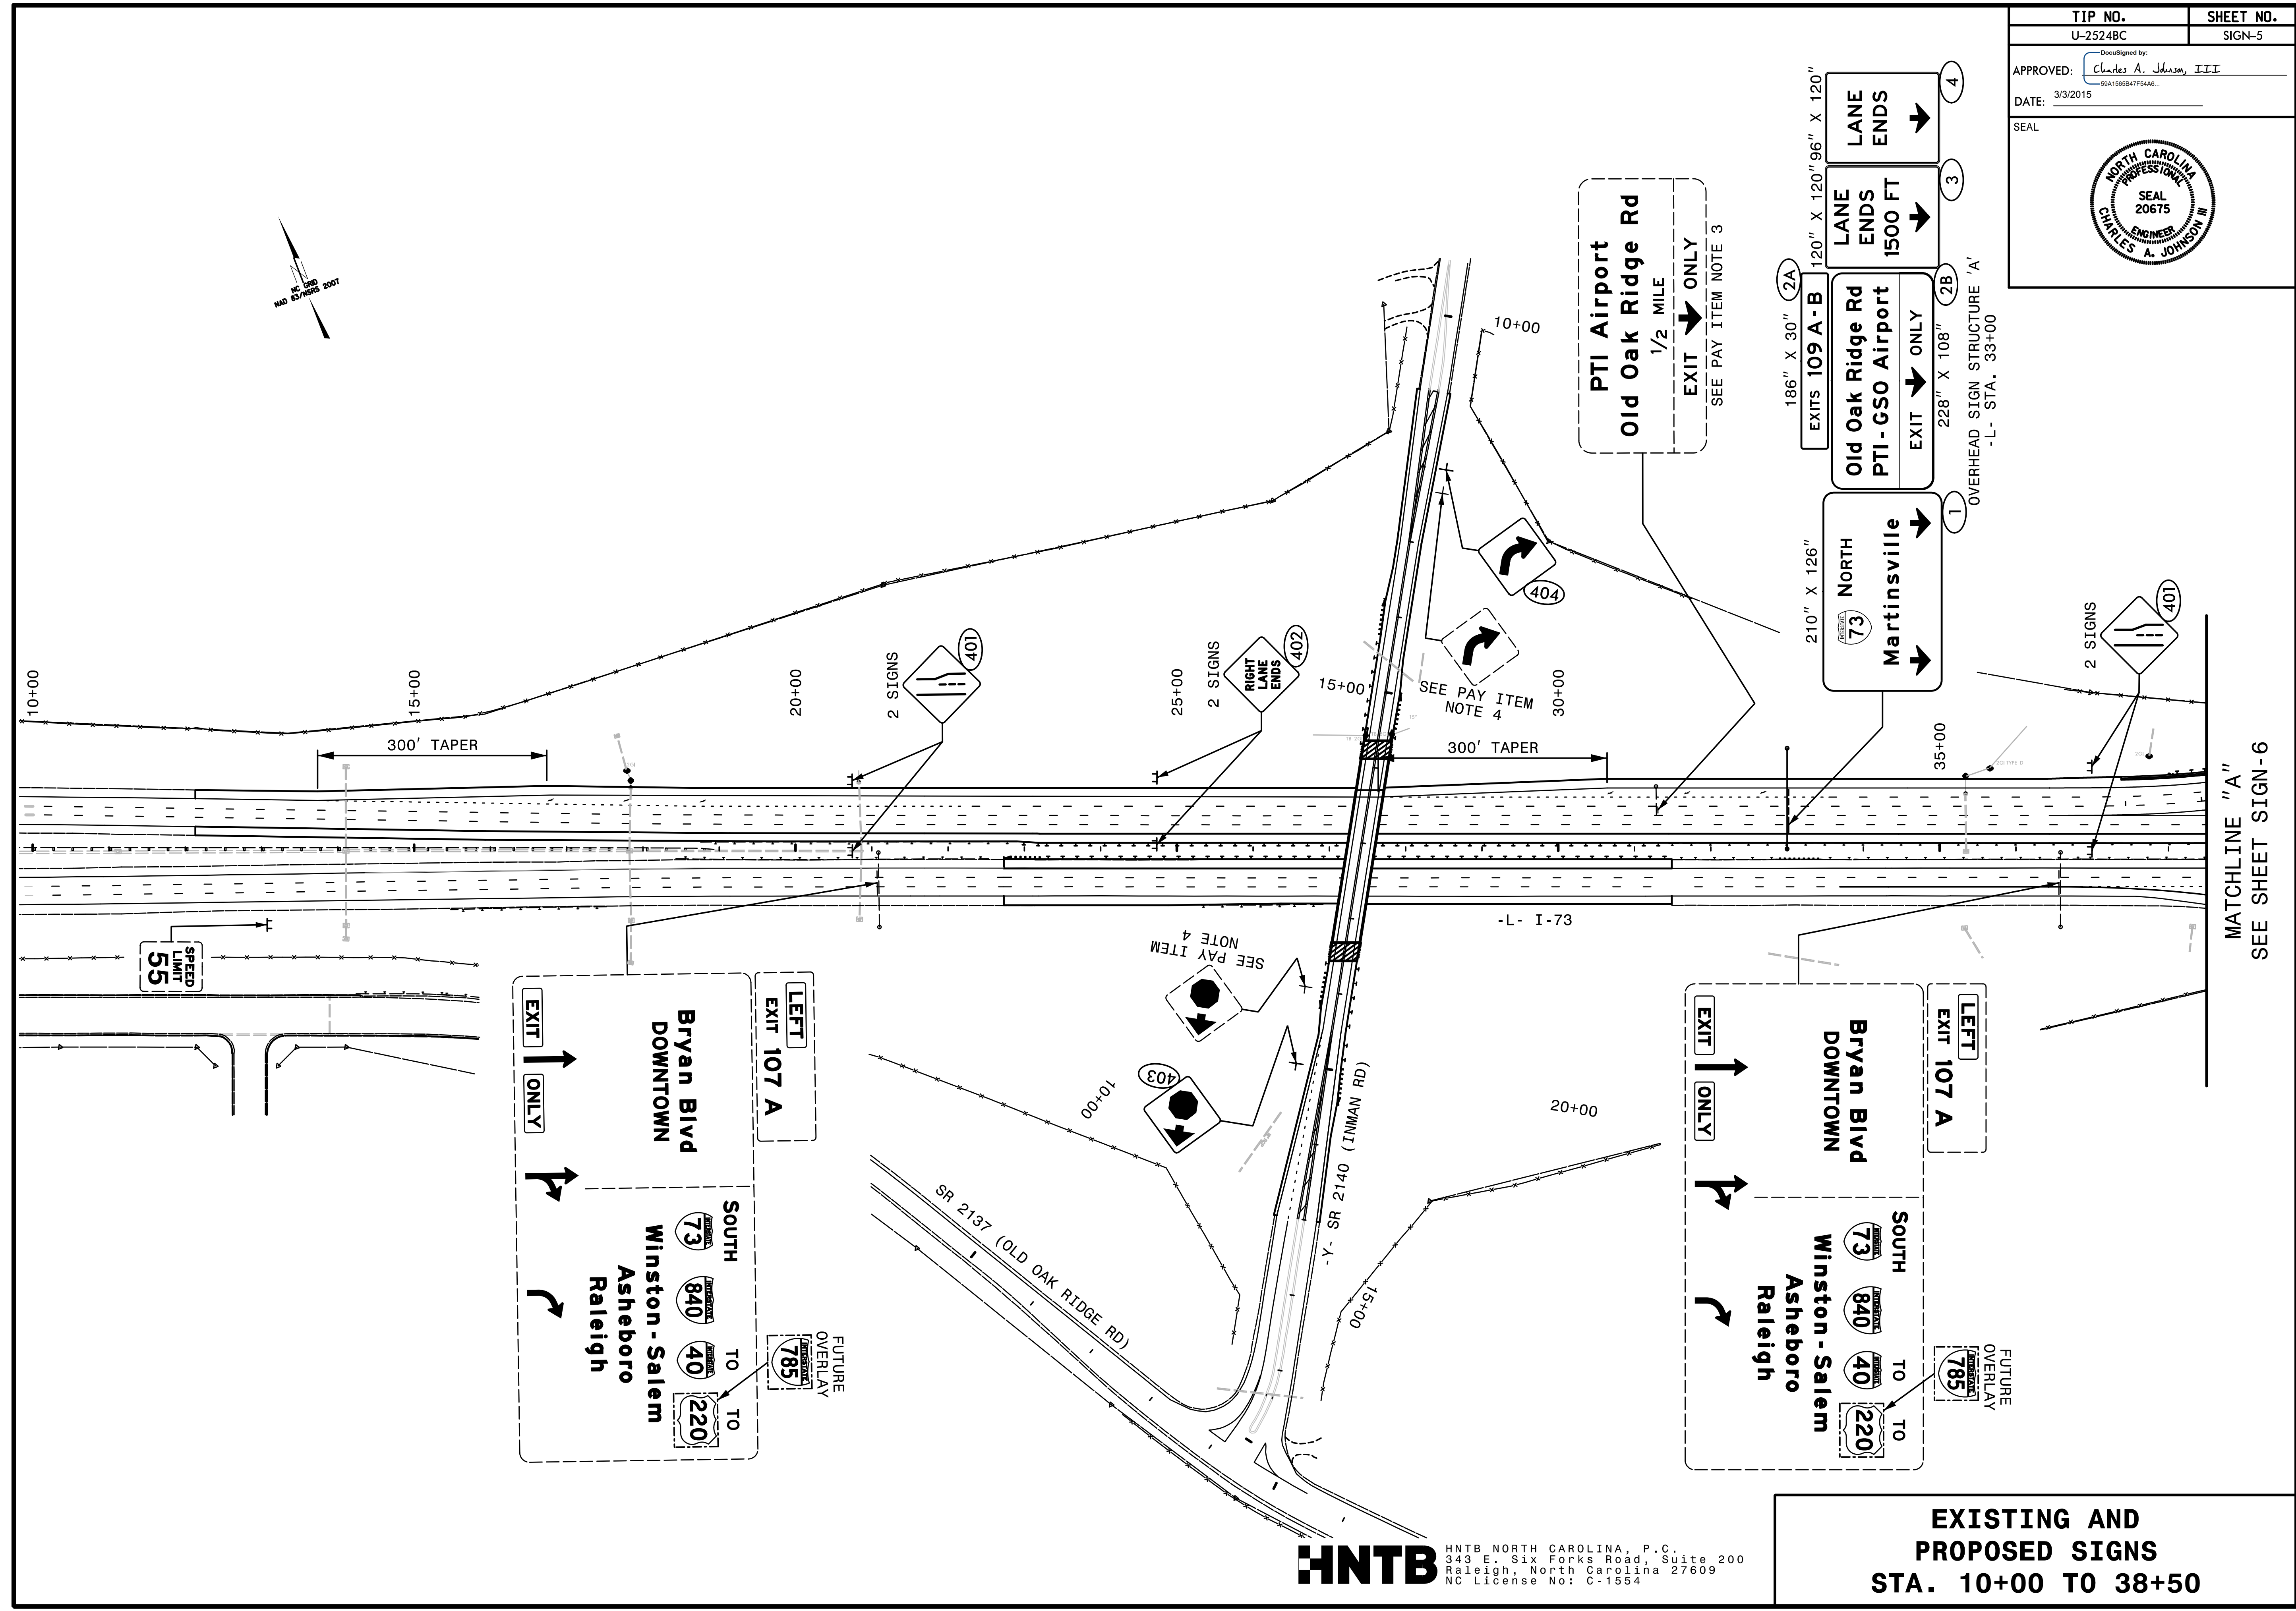 TIP NO.
SHEET NO.
U-2524BC
SIGN-5
DocuSigned by:
APPROVED: Charles A. Johnson, III
59A1565B47F54A6...
DATE: 3/3/2015
SEAL
NORTH CAROLINA
PROFESSIONAL
SEAL
20675
ENGINEER
CHARLES A. JOHNSON III
NC GRID
NAD 83/NSRS 2007
96" X 120"
LANE
ENDS
4
120" X 120"
LANE
ENDS
1500 FT
3
2A
186" X 30"
EXITS 109 A-B
Old Oak Ridge Rd
PTI-GSO Airport
EXIT ONLY
2B
228" X 108"
OVERHEAD SIGN STRUCTURE 'A'
-L- STA. 33+00
210" X 126"
INTERSTATE
73
NORTH
Martinsville
1
PTI Airport
Old Oak Ridge Rd
1/2 MILE
EXIT ONLY
SEE PAY ITEM NOTE 3
10+00
404
SEE PAY ITEM
NOTE 4
15+00
10+00
15+00
20+00
25+00
30+00
35+00
2 SIGNS
401
2 SIGNS
RIGHT
LANE
ENDS
402
2 SIGNS
401
300' TAPER
300' TAPER
-L- I-73
MATCHLINE "A"
SEE SHEET SIGN-6
SPEED
LIMIT
55
SEE PAY ITEM
NOTE 4
403
LEFT
EXIT 107 A
Bryan Blvd
DOWNTOWN
EXIT ONLY
SOUTH
INTERSTATE
73
INTERSTATE
840
TO
INTERSTATE
40
TO
220
Winston-Salem
Asheboro
Raleigh
FUTURE
OVERLAY
INTERSTATE
785
LEFT
EXIT 107 A
Bryan Blvd
DOWNTOWN
EXIT ONLY
SOUTH
INTERSTATE
73
INTERSTATE
840
TO
INTERSTATE
40
TO
220
Winston-Salem
Asheboro
Raleigh
FUTURE
OVERLAY
INTERSTATE
785
10+00
SR 2137 (OLD OAK RIDGE RD)
-Y- SR 2140 (INMAN RD)
15+00
20+00
HNTB
HNTB NORTH CAROLINA, P.C.
343 E. Six Forks Road, Suite 200
Raleigh, North Carolina 27609
NC License No: C-1554
EXISTING AND
PROPOSED SIGNS
STA. 10+00 TO 38+50